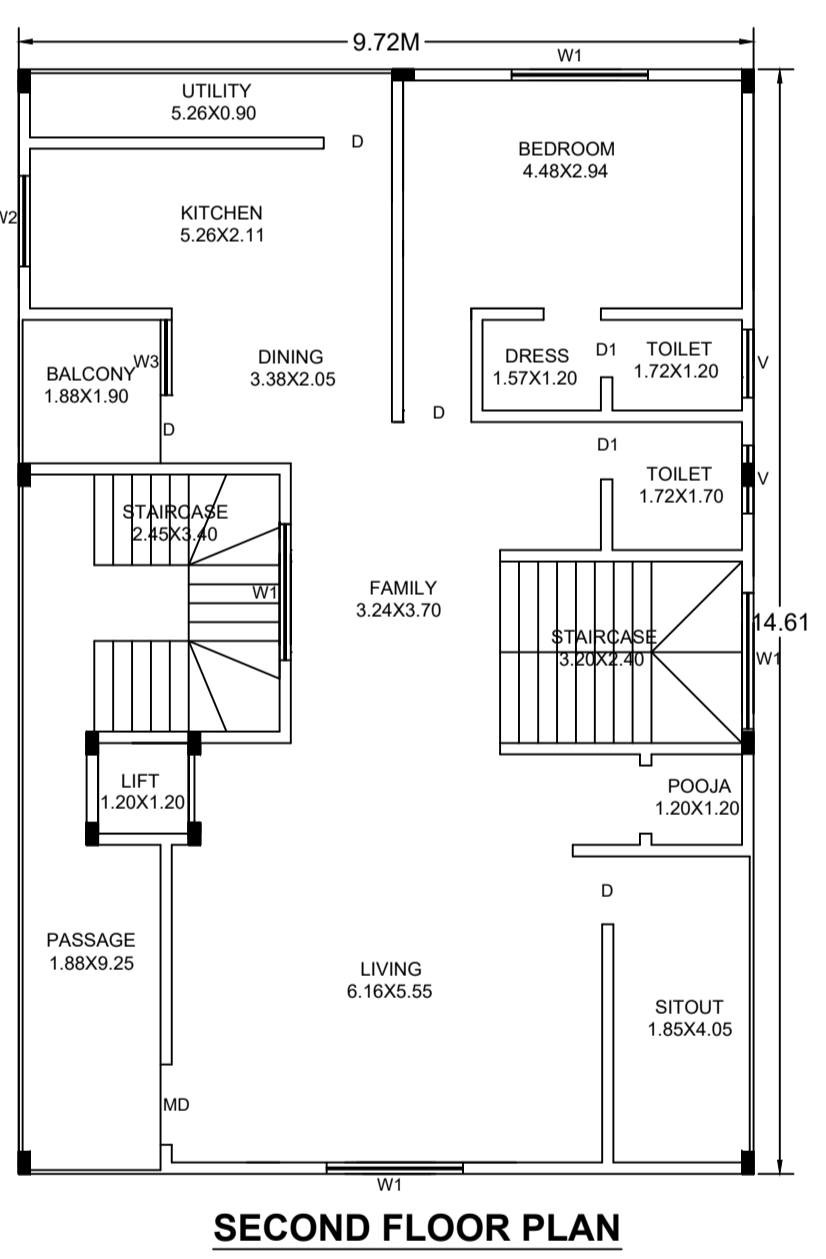 9.72M
W1
UTILITY
5.26X0.90
D
BEDROOM
4.48X2.94
W2
KITCHEN
5.26X2.11
BALCONY
1.88X1.90
W3
DINING
3.38X2.05
DRESS
1.57X1.20
D1
TOILET
1.72X1.20
V
D
D
D1
TOILET
1.72X1.70
V
STAIRCASE
2.45X3.40
W1
FAMILY
3.24X3.70
STAIRCASE
3.20X2.40
14.61
W1
LIFT
1.20X1.20
POOJA
1.20X1.20
D
PASSAGE
1.88X9.25
LIVING
6.16X5.55
SITOUT
1.85X4.05
MD
W1
SECOND FLOOR PLAN